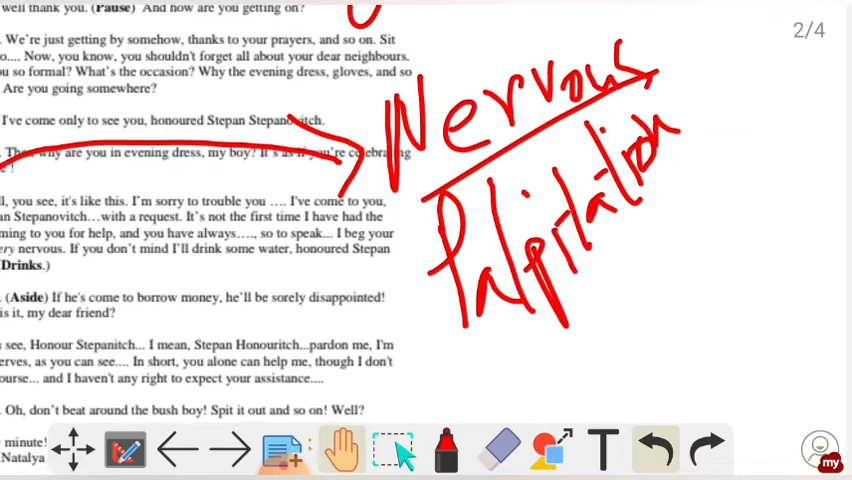 well thank you. (Pause) And how are you getting on?
2/4
We're just getting by somehow, thanks to your prayers, and so on. Sit
o.... Now, you know, you shouldn't forget all about your dear neighbours.
u so formal? What's the occasion? Why the evening dress, gloves, and so
Are you going somewhere?
I've come only to see you, honoured Stepan Stepanovitch.
Then why are you in evening dress, my boy? It's as if you're celebrating
e !
ll, you see, it's like this. I'm sorry to trouble you …. I've come to you,
an Stepanovitch…with a request. It's not the first time I have had the
ming to you for help, and you have always…., so to speak... I beg your
ery nervous. If you don't mind I'll drink some water, honoured Stepan
Drinks.)
(Aside) If he's come to borrow money, he'll be sorely disappointed!
is it, my dear friend?
see, Honour Stepanitch... I mean, Stepan Honouritch...pardon me, I'm
erves, as you can see.... In short, you alone can help me, though I don't
ourse... and I haven't any right to expect your assistance....
Oh, don't beat around the bush boy! Spit it out and so on! Well?
minute!
Natalya
Nervous
Palpitation
T
my